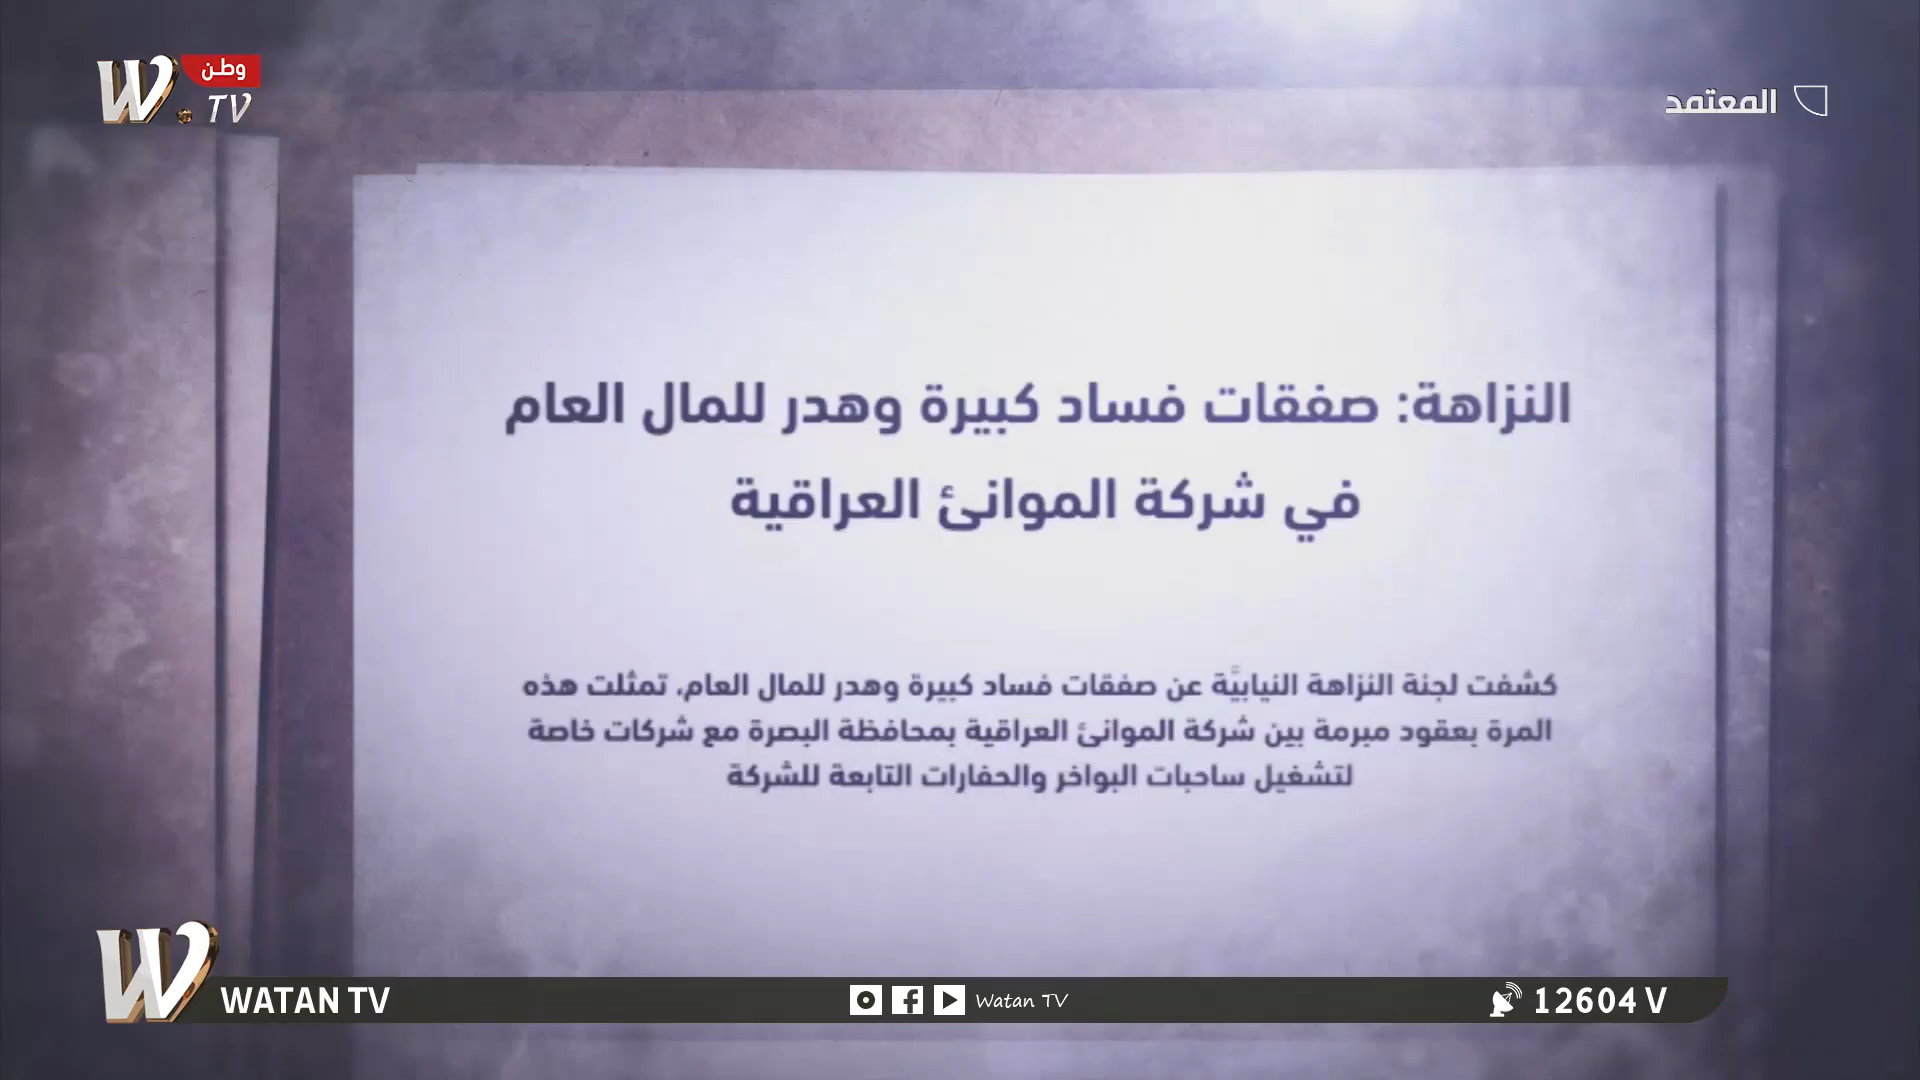 وطن
W. TV
المعتمد
النزاهة: صفقات فساد كبيرة وهدر للمال العام
في شركة الموانئ العراقية
كشفت لجنة النزاهة النيابيَّة عن صفقات فساد كبيرة وهدر للمال العام، تمثلت هذه
المرة بعقود مبرمة بين شركة الموانئ العراقية بمحافظة البصرة مع شركات خاصة
لتشغيل ساحبات البواخر والحفارات التابعة للشركة
W WATAN TV
Watan TV
12604 V